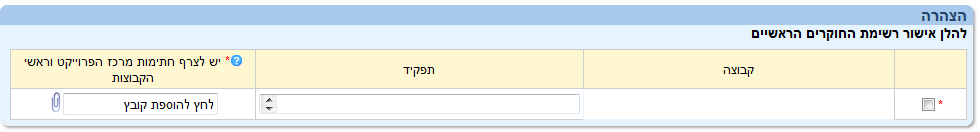 הצהרה
להלן אישור רשימת החוקרים הראשיים
קבוצה
תפקיד
* יש לצרף חתימות מרכז הפרוייקט וראשי
הקבוצות
*
לחץ להוספת קובץ